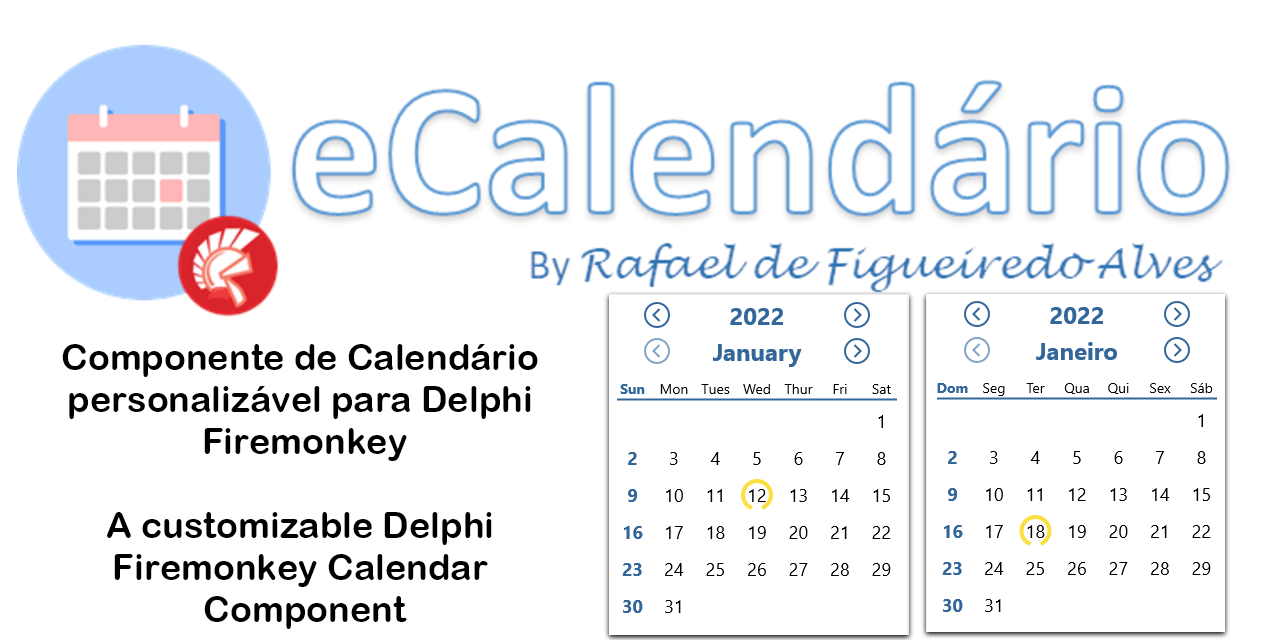 eCalendário
By Rafael de Figueiredo Alves
Componente de Calendário
personalizável para Delphi
Firemonkey
A customizable Delphi
Firemonkey Calendar
Component
2022
January
Sun Mon Tues Wed Thur Fri Sat
1
2 3 4 5 6 7 8
9 10 11 12 13 14 15
16 17 18 19 20 21 22
23 24 25 26 27 28 29
30 31
2022
Janeiro
Dom Seg Ter Qua Qui Sex Sáb
1
2 3 4 5 6 7 8
9 10 11 12 13 14 15
16 17 18 19 20 21 22
23 24 25 26 27 28 29
30 31